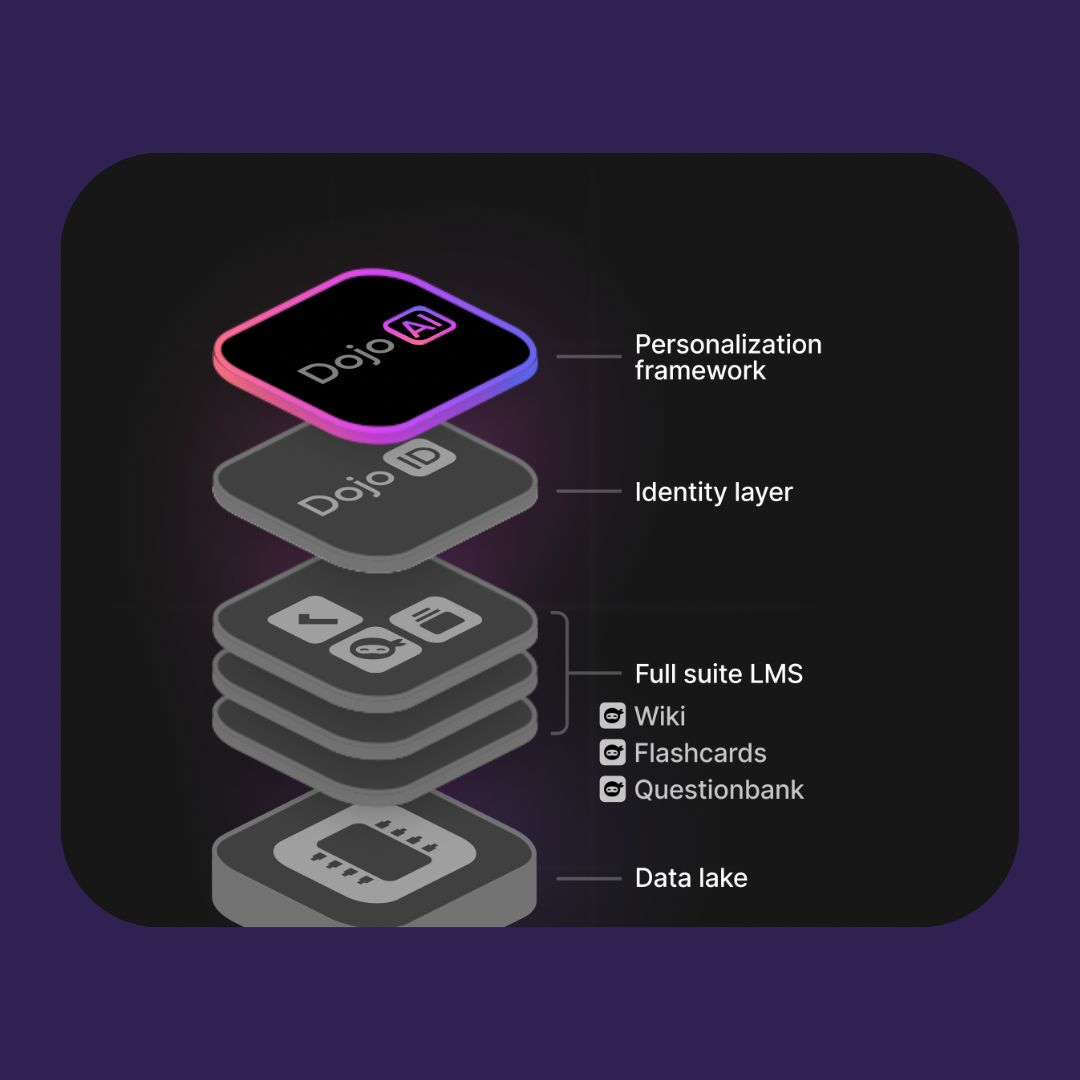 Dojo AI
Personalization
framework
Dojo ID
Identity layer
Full suite LMS
Wiki
Flashcards
Questionbank
Data lake